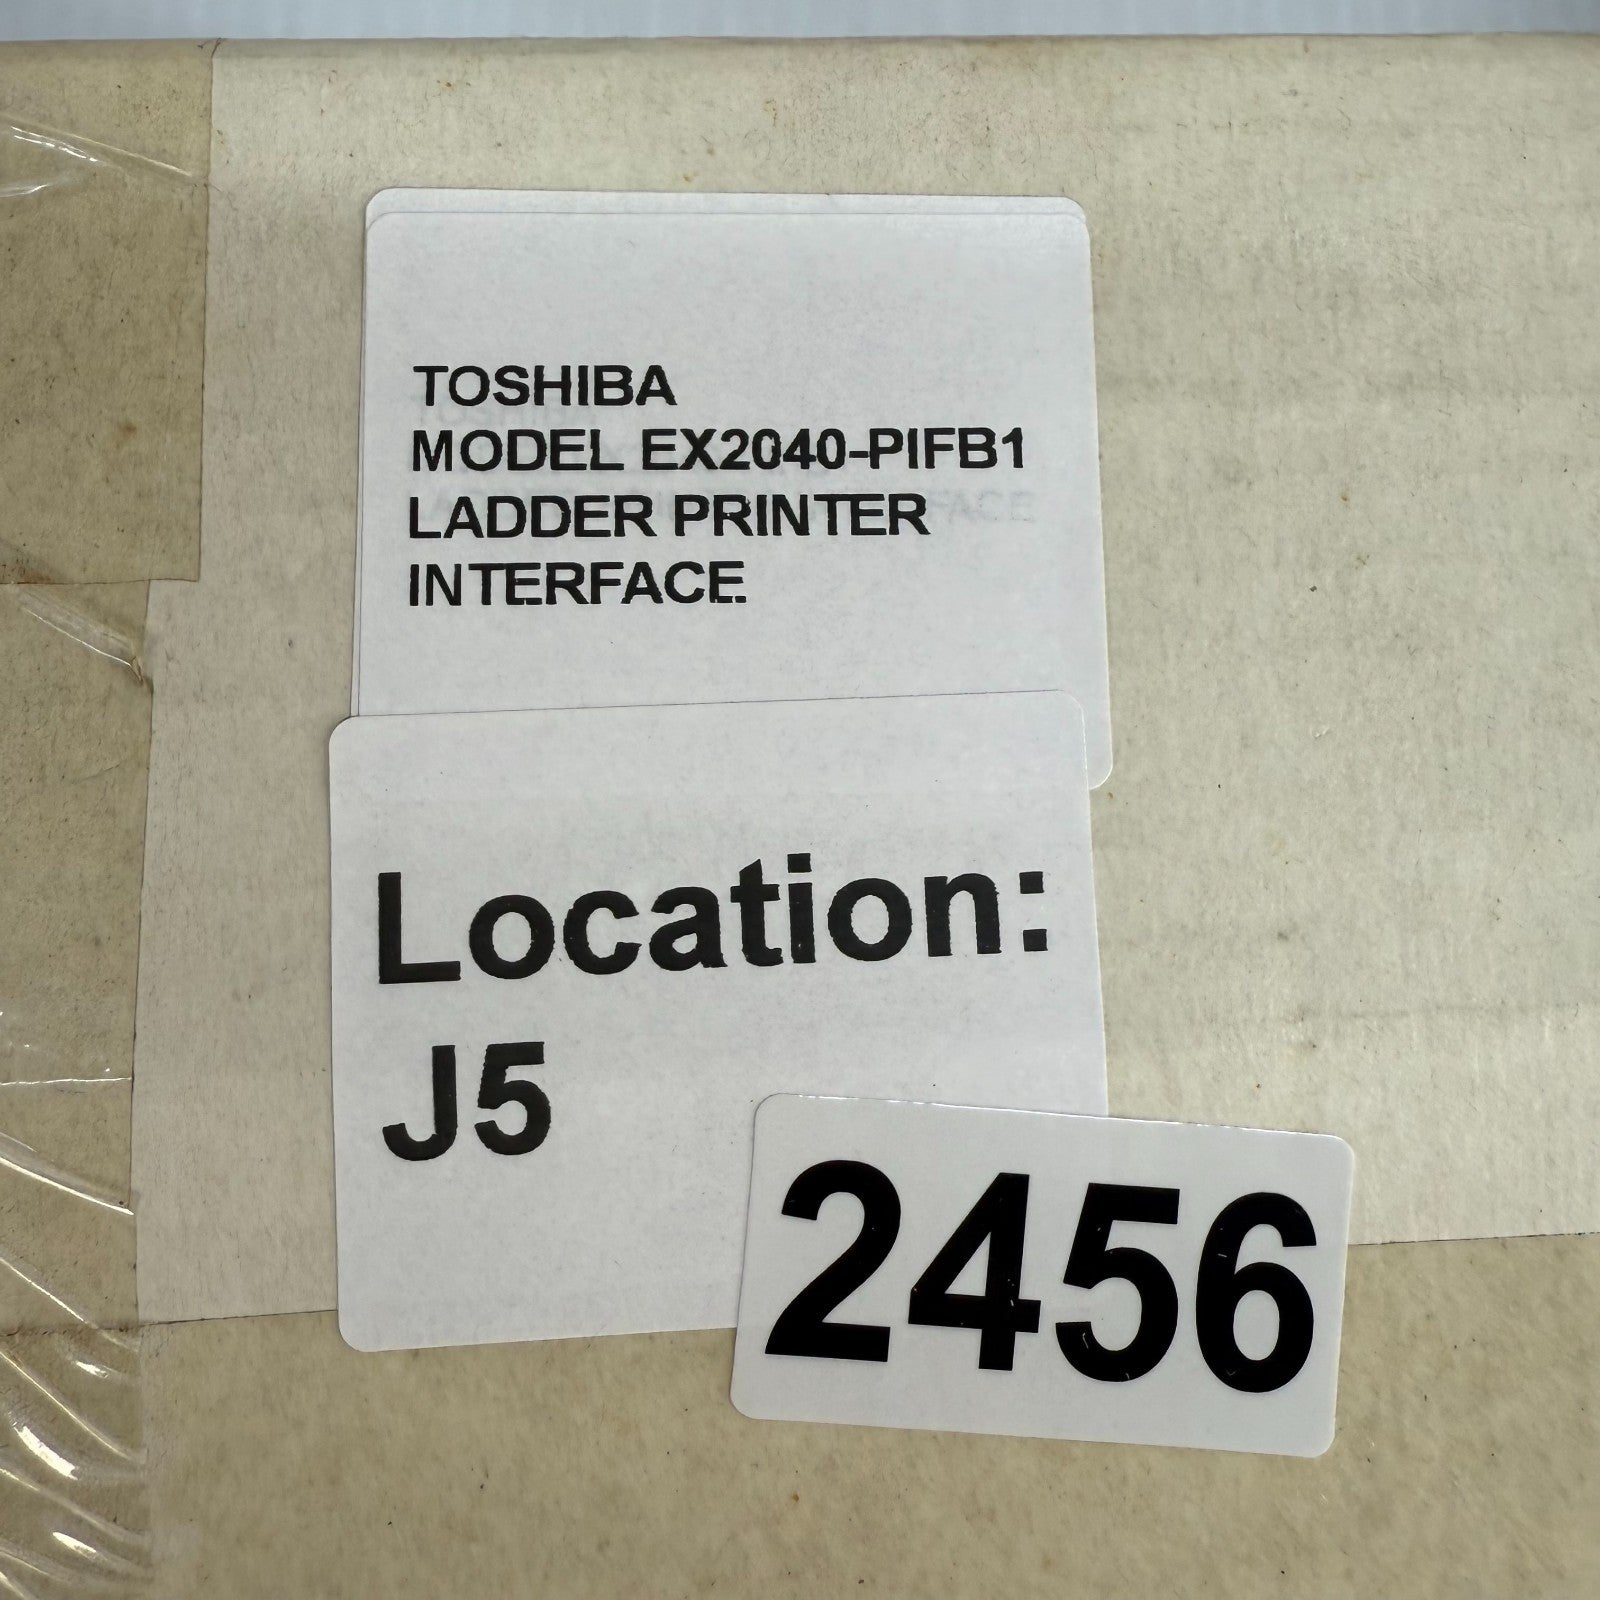 TOSHIBA
MODEL EX2040-PIFB1
LADDER PRINTER
INTERFACE
Location:
J5
2456